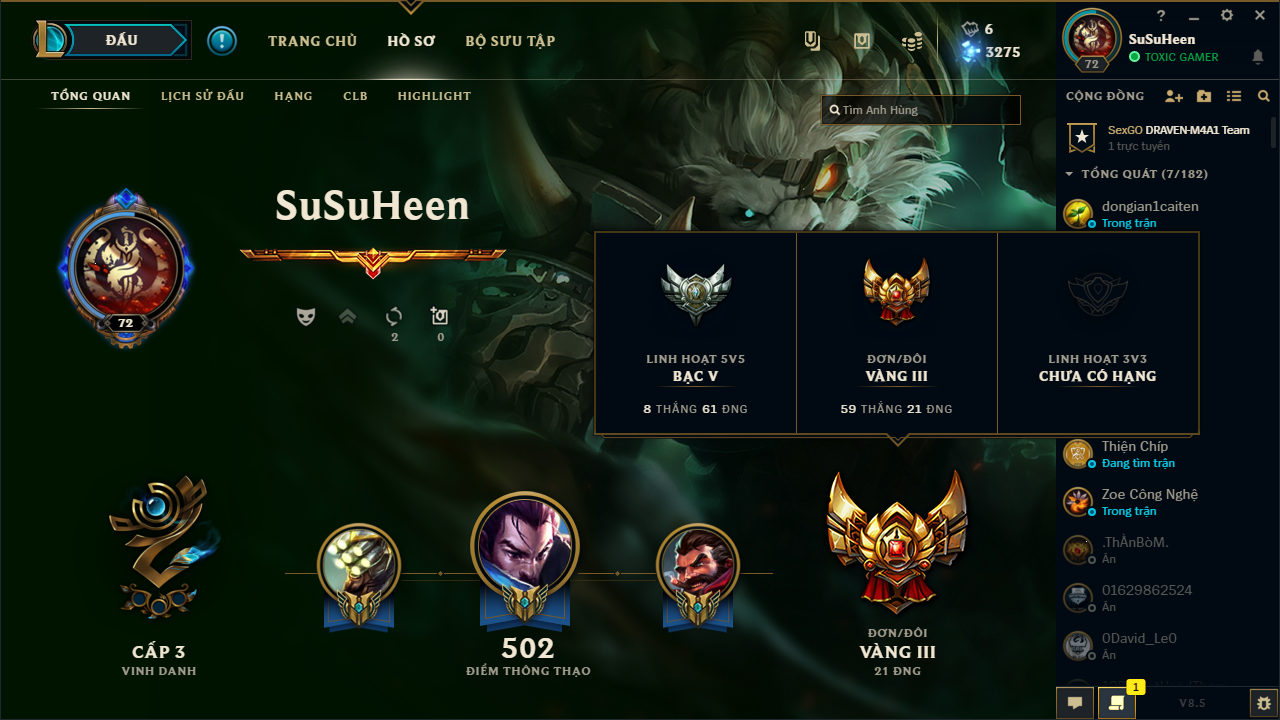 ĐẤU
TRANG CHỦ
HỒ SƠ
BỘ SƯU TẬP
6
3275
?
SuSuHeen
TOXIC GAMER
72
TỔNG QUAN
LỊCH SỬ ĐẤU
HẠNG
CLB
HIGHLIGHT
Tìm Anh Hùng
CỘNG ĐỒNG
SexGO DRAVEN-M4A1 Team
1 trực tuyến
TỔNG QUÁT (7/182)
dongian1caiten
Trong trận
SuSuHeen
72
2
0
LINH HOẠT 5V5
BẠC V
8 THẮNG 61 ĐNG
ĐƠN/ĐÔI
VÀNG III
59 THẮNG 21 ĐNG
LINH HOẠT 3V3
CHƯA CÓ HẠNG
Thiện Chíp
Đang tìm trận
Zoe Công Nghệ
Trong trận
.ThẦnBòM.
Ẩn
01629862524
Ẩn
0David_Le0
Ẩn
CẤP 3
VINH DANH
502
ĐIỂM THÔNG THẠO
ĐƠN/ĐÔI
VÀNG III
21 ĐNG
1
V8.5